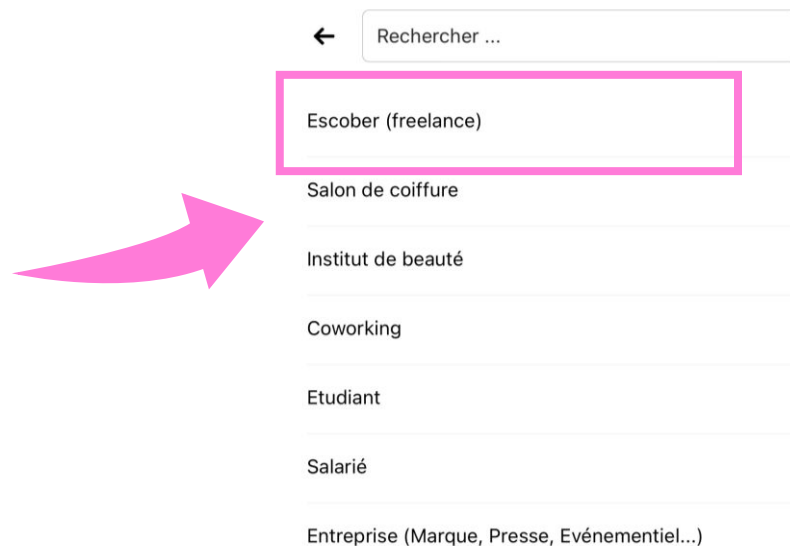 Rechercher ...
Escober (freelance)
Salon de coiffure
Institut de beauté
Coworking
Etudiant
Salarié
Entreprise (Marque, Presse, Evénementiel...)